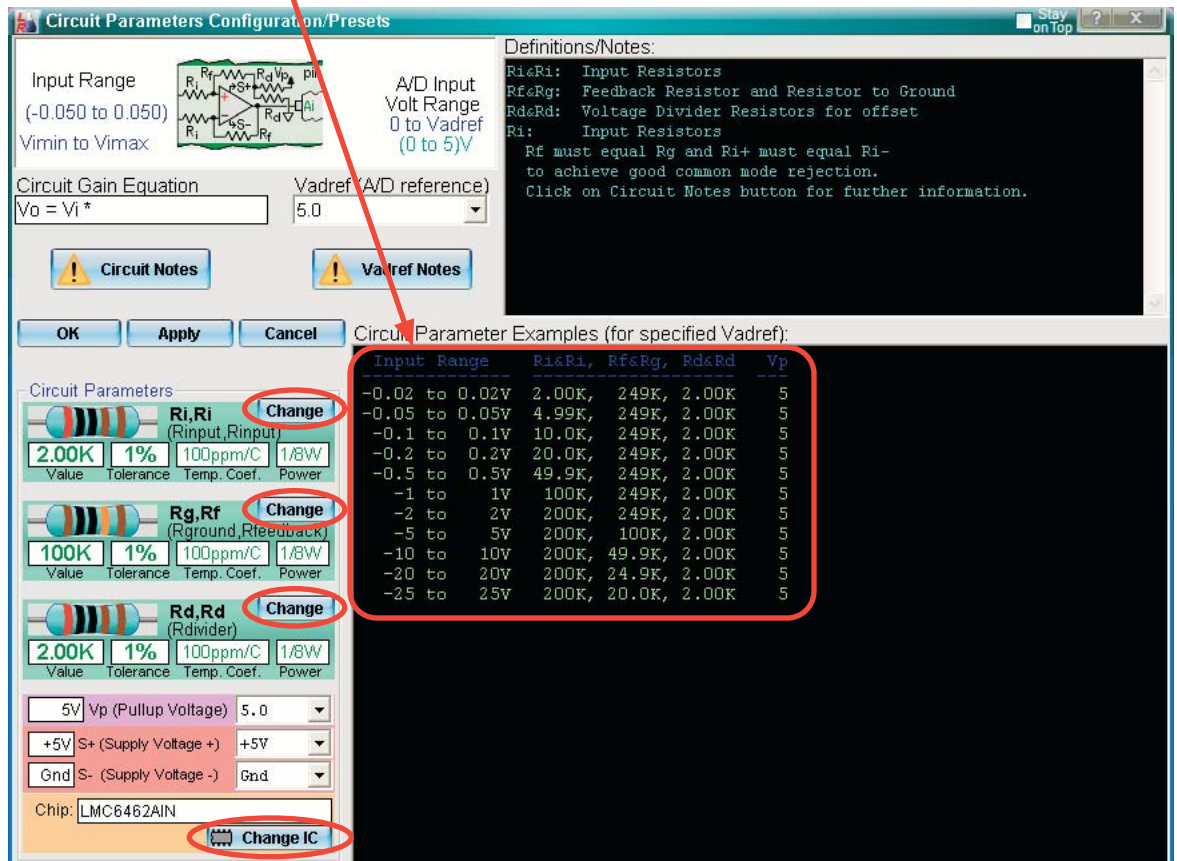 Circuit Parameters Configuration/Presets
Stay on Top
?
X
Input Range
(-0.050 to 0.050)
Vimin to Vimax
Ri
Rf
S+
Rd
Vp
Ai
Rd
S-
Ri
Rf
A/D Input
Volt Range
0 to Vadref
(0 to 5)V
Circuit Gain Equation
Vo = Vi *
Vadref (A/D reference)
5.0
Circuit Notes
Vadref Notes
Definitions/Notes:
Ri&Ri: Input Resistors
Rf&Rg: Feedback Resistor and Resistor to Ground
Rd&Rd: Voltage Divider Resistors for offset
Ri: Input Resistors
Rf must equal Rg and Ri+ must equal Ri-
to achieve good common mode rejection.
Click on Circuit Notes button for further information.
OK
Apply
Cancel
Circuit Parameter Examples (for specified Vadref):
Input Range Ri&Ri, Rf&Rg, Rd&Rd Vp
-0.02 to 0.02V 2.00K, 249K, 2.00K 5
-0.05 to 0.05V 4.99K, 249K, 2.00K 5
-0.1 to 0.1V 10.0K, 249K, 2.00K 5
-0.2 to 0.2V 20.0K, 249K, 2.00K 5
-0.5 to 0.5V 49.9K, 249K, 2.00K 5
-1 to 1V 100K, 249K, 2.00K 5
-2 to 2V 200K, 249K, 2.00K 5
-5 to 5V 200K, 100K, 2.00K 5
-10 to 10V 200K, 49.9K, 2.00K 5
-20 to 20V 200K, 24.9K, 2.00K 5
-25 to 25V 200K, 20.0K, 2.00K 5
Circuit Parameters
Ri,Ri
Change
(Rinput,Rinput)
2.00K 1% 100ppm/C 1/8W
Value Tolerance Temp. Coef. Power
Rg,Rf
Change
(Rground,Rfeedback)
100K 1% 100ppm/C 1/8W
Value Tolerance Temp. Coef. Power
Rd,Rd
Change
(Rdivider)
2.00K 1% 100ppm/C 1/8W
Value Tolerance Temp. Coef. Power
5V Vp (Pullup Voltage) 5.0
+5V S+ (Supply Voltage +) +5V
Gnd S- (Supply Voltage -) Gnd
Chip: LMC6462AIN
Change IC